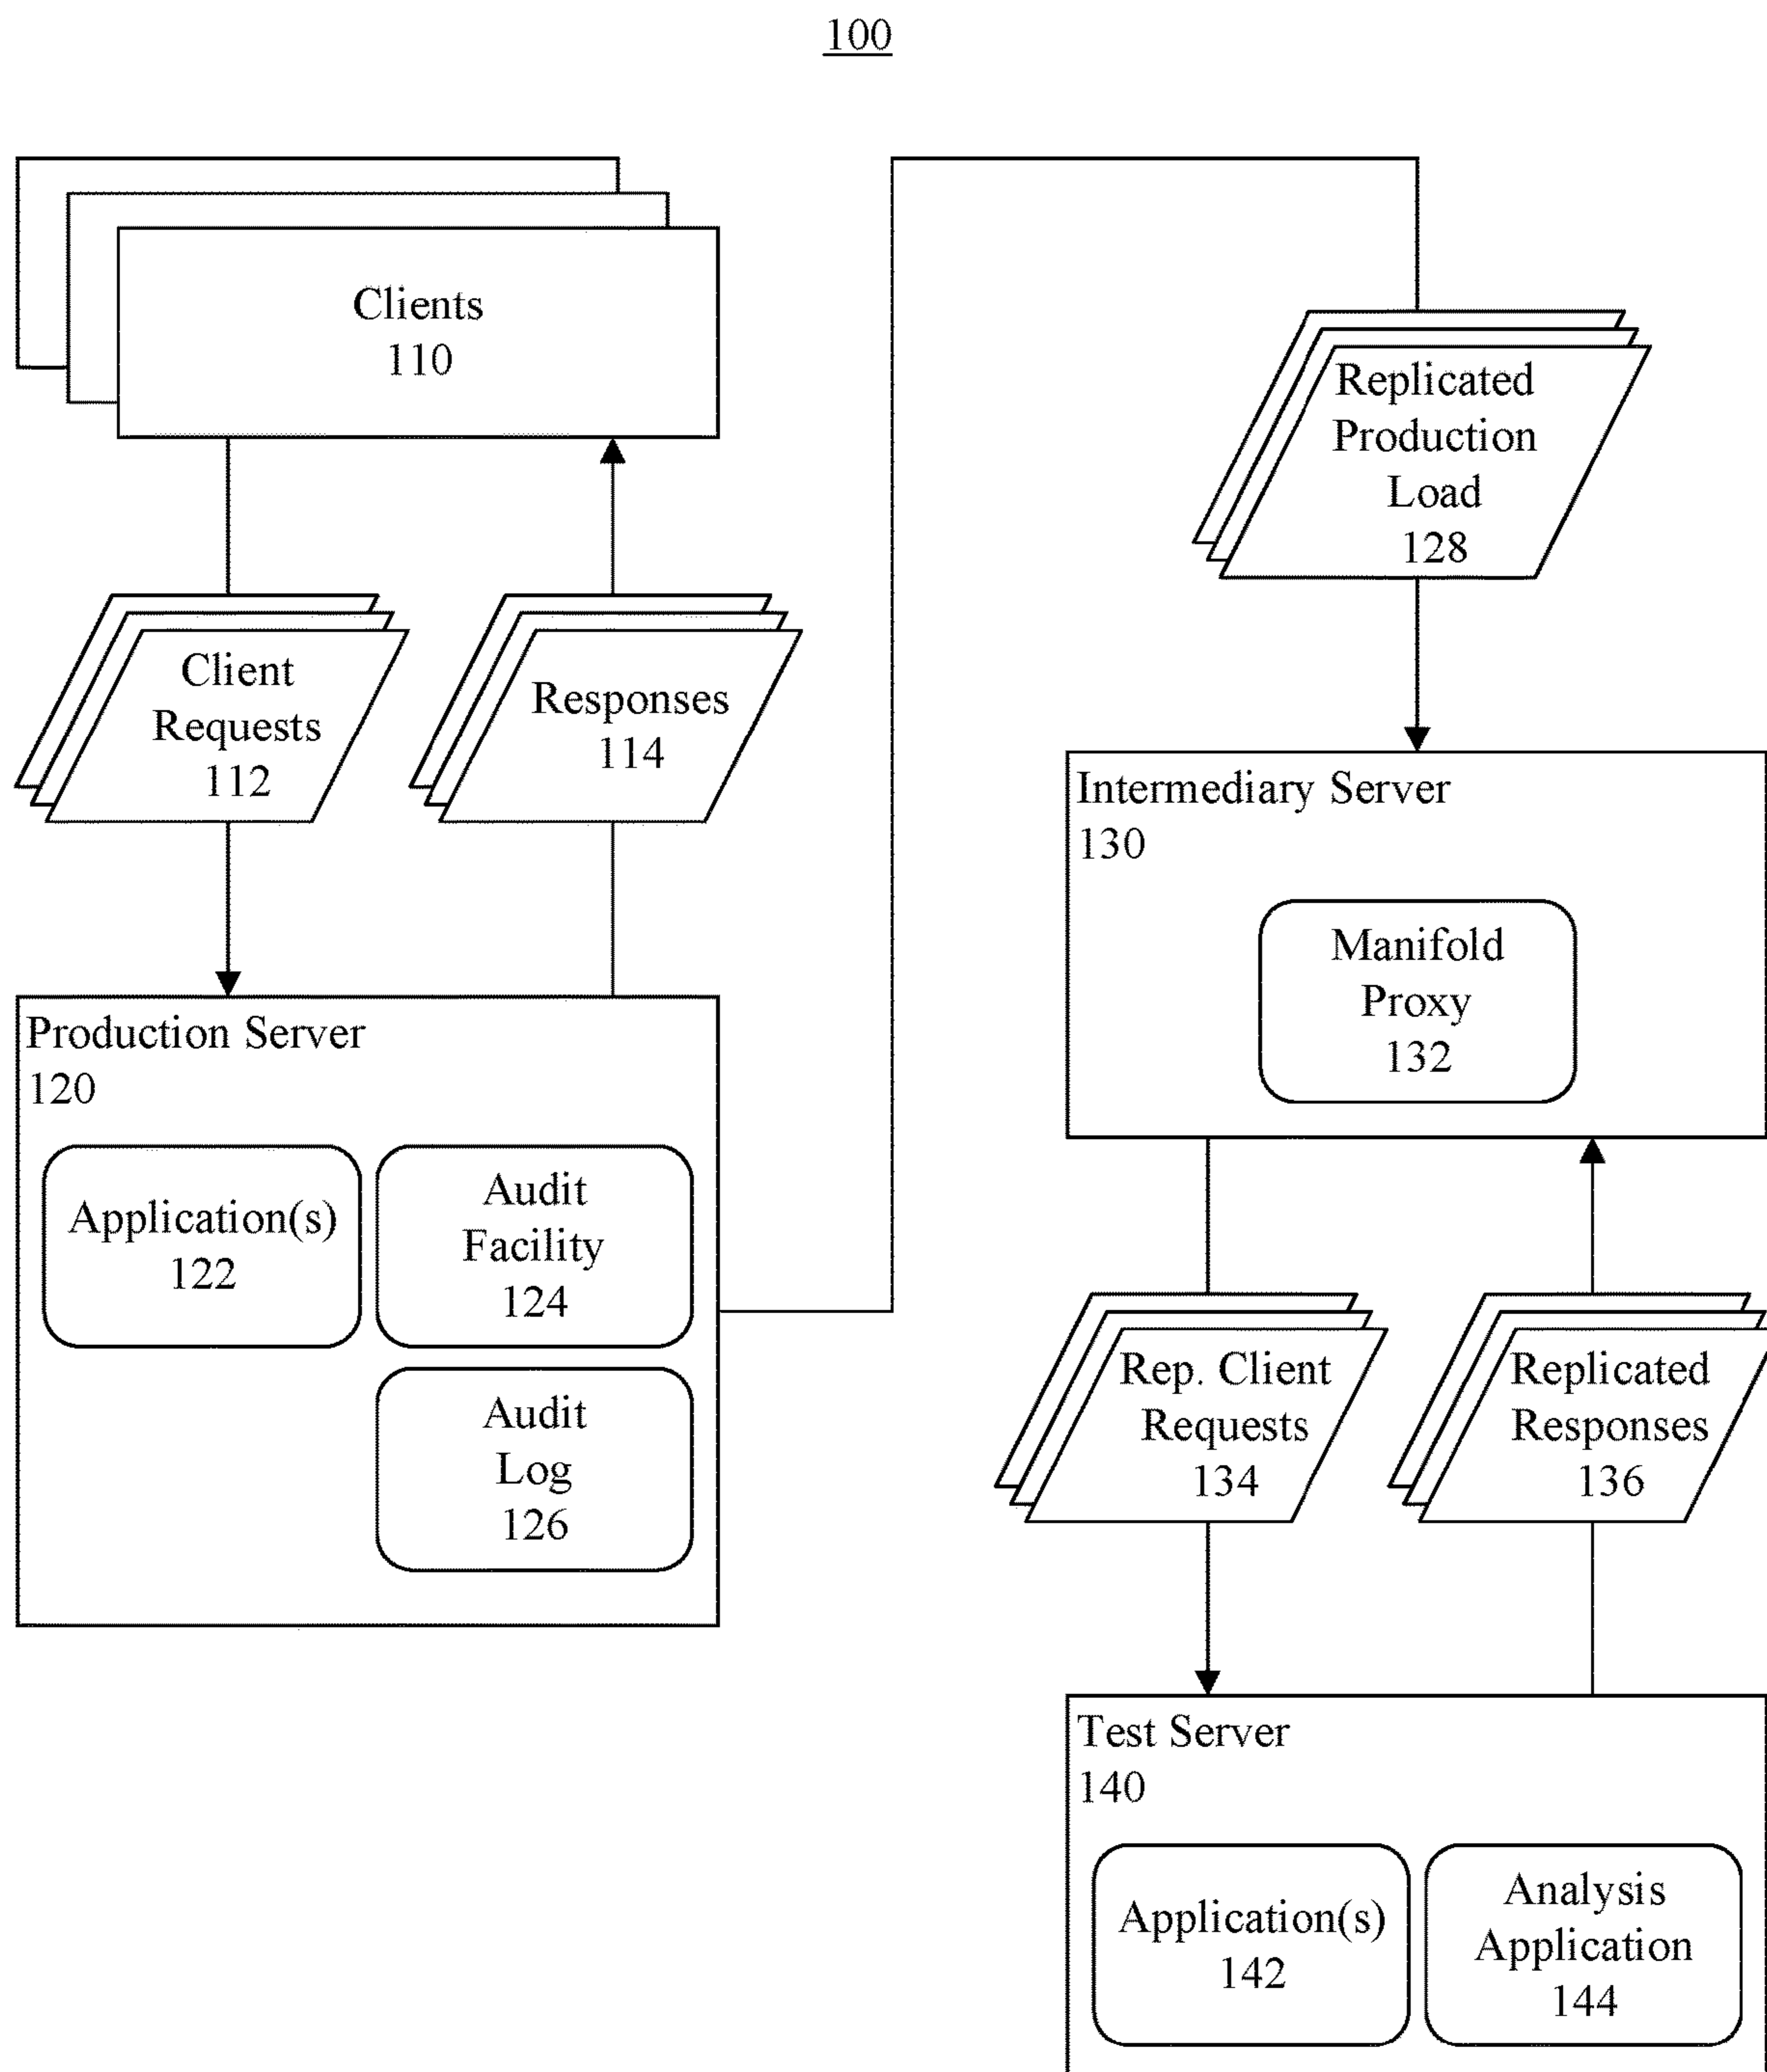 100
Clients
110
Client
Requests
112
Responses
114
Production Server
120
Application(s)
122
Audit
Facility
124
Audit
Log
126
Replicated
Production
Load
128
Intermediary Server
130
Manifold
Proxy
132
Rep. Client
Requests
134
Replicated
Responses
136
Test Server
140
Application(s)
142
Analysis
Application
144